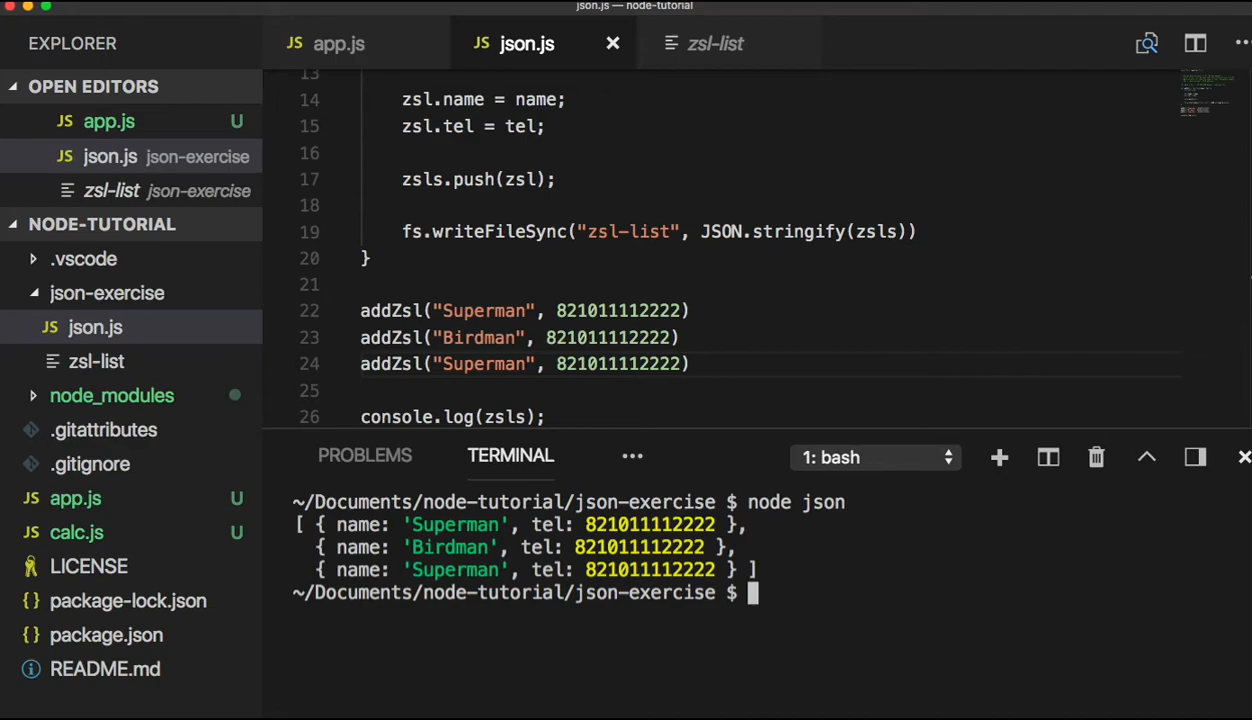 json.js — node-tutorial
EXPLORER
JS app.js
JS json.js ×
zsl-list
OPEN EDITORS
JS app.js U
JS json.js json-exercise
zsl-list json-exercise
NODE-TUTORIAL
.vscode
json-exercise
JS json.js
zsl-list
node_modules
.gitattributes
.gitignore
JS app.js U
JS calc.js U
LICENSE
{} package-lock.json
{} package.json
README.md
13
14 zsl.name = name;
15 zsl.tel = tel;
16
17 zsls.push(zsl);
18
19 fs.writeFileSync("zsl-list", JSON.stringify(zsls))
20 }
21
22 addZsl("Superman", 821011112222)
23 addZsl("Birdman", 821011112222)
24 addZsl("Superman", 821011112222)
25
26 console.log(zsls);
PROBLEMS TERMINAL ••• 1: bash
~/Documents/node-tutorial/json-exercise $ node json
[ { name: 'Superman', tel: 821011112222 },
{ name: 'Birdman', tel: 821011112222 },
{ name: 'Superman', tel: 821011112222 } ]
~/Documents/node-tutorial/json-exercise $